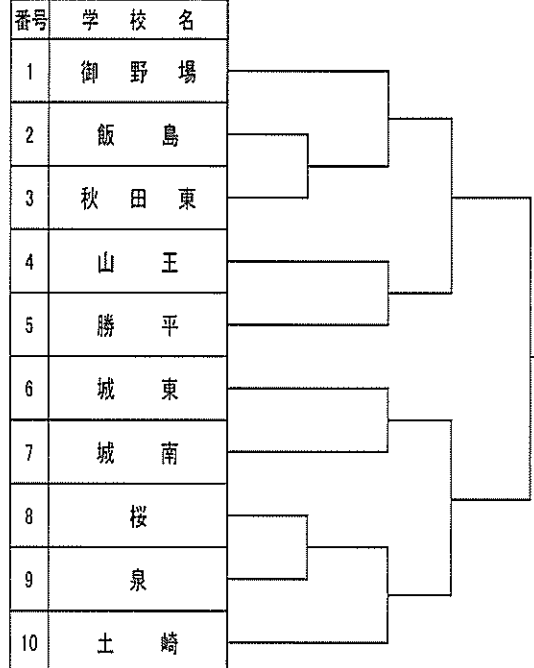 番号 学校名
1 御野場
2 飯島
3 秋田東
4 山王
5 勝平
6 城東
7 城南
8 桜
9 泉
10 土崎